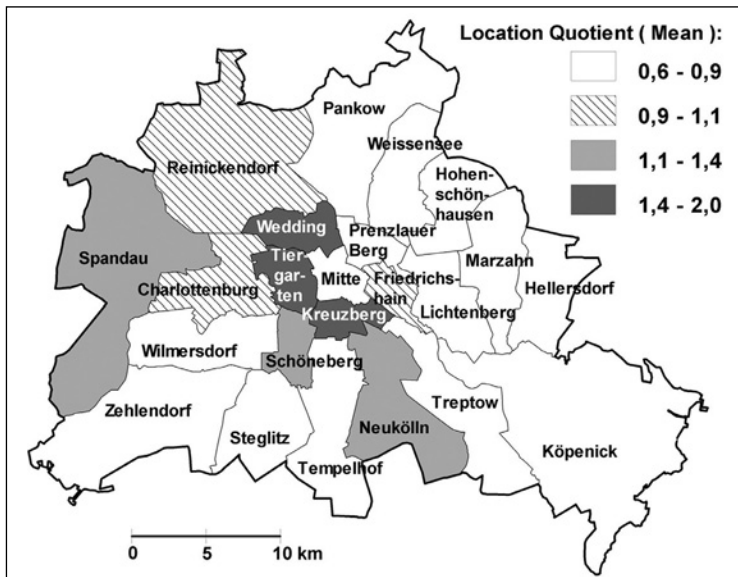 Location Quotient ( Mean ):
0,6 - 0,9
0,9 - 1,1
1,1 - 1,4
1,4 - 2,0
Pankow
Weissensee
Reinickendorf
Hohen-
schön-
hausen
Wedding
Prenzlauer
Berg
Spandau
Tier-
gar-
ten
Mitte
Marzahn
Charlottenburg
Friedrichs-
hain
Hellersdorf
Kreuzberg
Lichtenberg
Wilmersdorf
Schöneberg
Zehlendorf
Steglitz
Neukölln
Treptow
Tempelhof
Köpenick
0 5 10 km